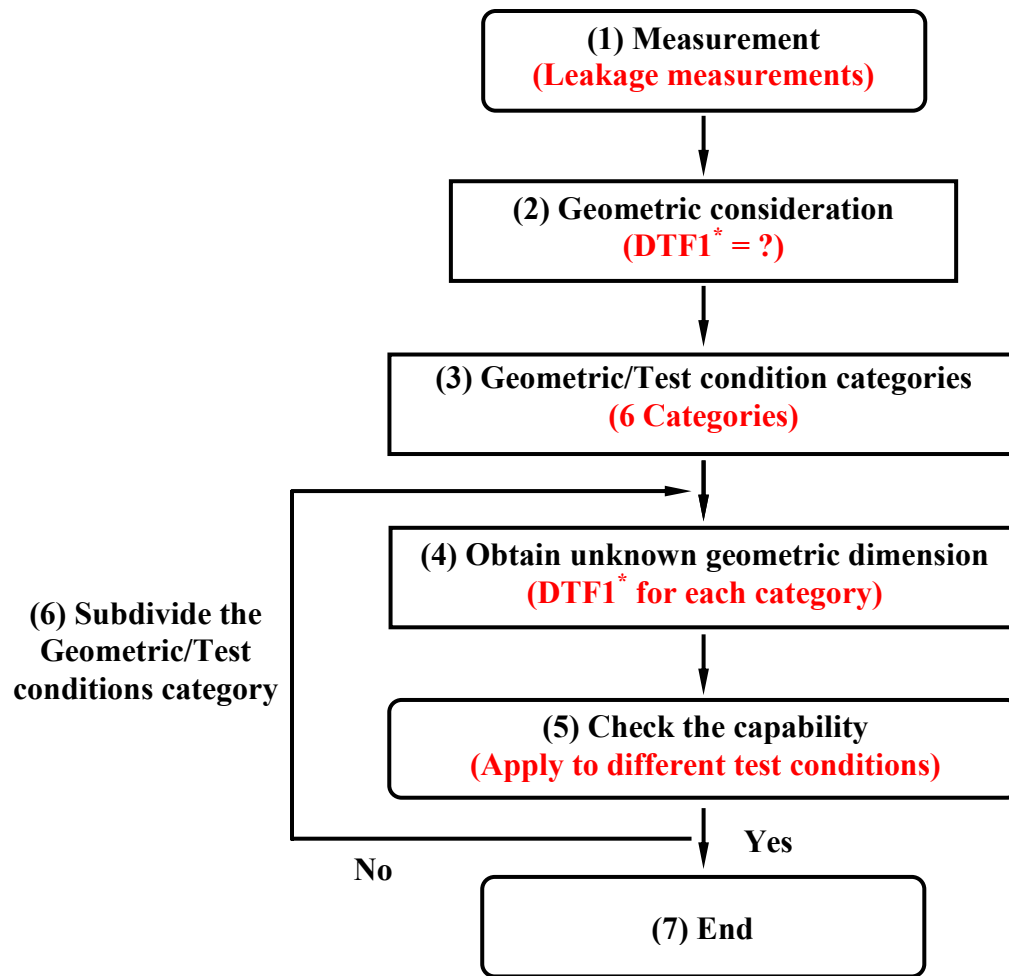 (1) Measurement
(Leakage measurements)
(2) Geometric consideration
(DTF1* = ?)
(3) Geometric/Test condition categories
(6 Categories)
(4) Obtain unknown geometric dimension
(DTF1* for each category)
(6) Subdivide the
Geometric/Test
conditions category
(5) Check the capability
(Apply to different test conditions)
Yes
No
(7) End